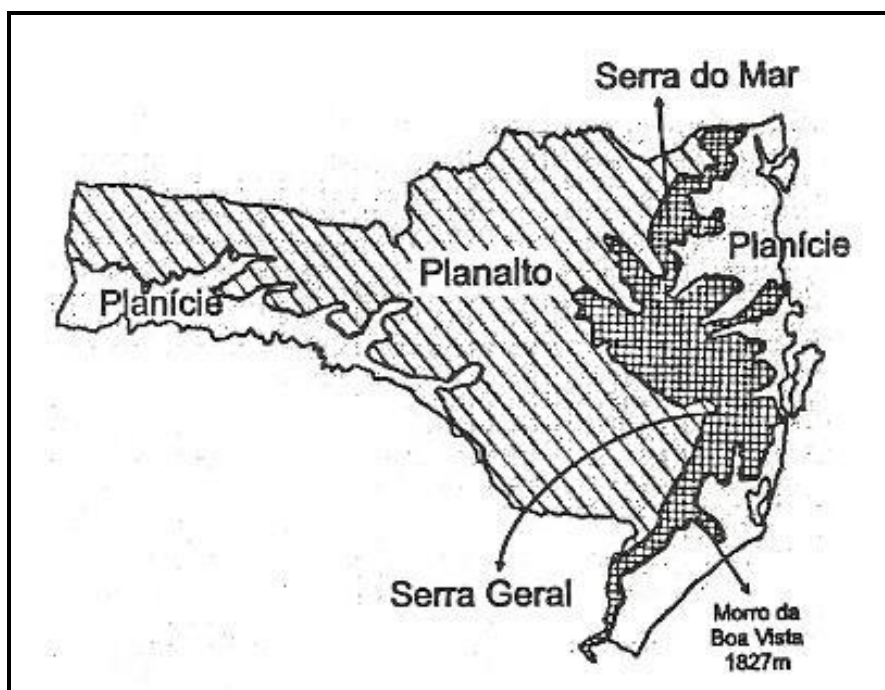 Serra do Mar
Planície
Planalto
Planície
Serra Geral
Morro da
Boa Vista
1827m